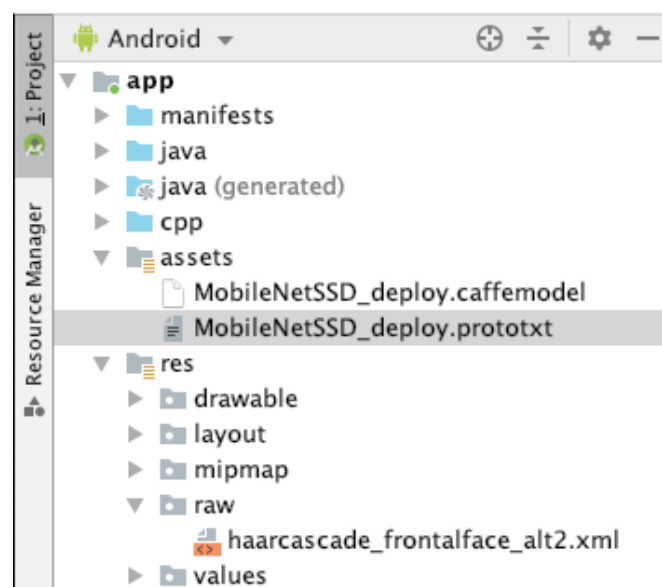 1: Project
Resource Manager
Android
app
manifests
java
java (generated)
cpp
assets
MobileNetSSD_deploy.caffemodel
MobileNetSSD_deploy.prototxt
res
drawable
layout
mipmap
raw
haarcascade_frontalface_alt2.xml
values